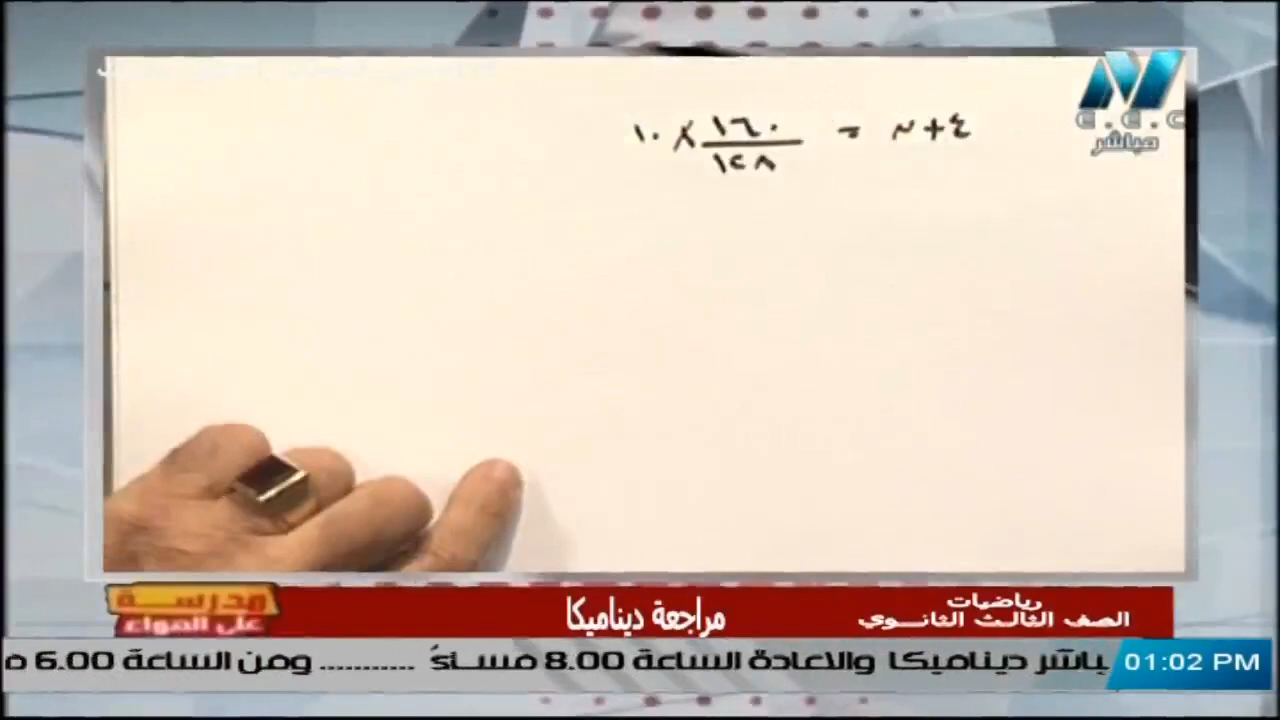 e.e.c
مباشر
٤ + ن = ١٦٠ / ١٢٨ × ١٠
مدرسة
على الهواء
مراجعة ديناميكا
رياضيات
الصف الثالث الثانوي
باشر ديناميكا والاعادة الساعة 8.00 مساءً .......... ومن الساعة 6.00 م
01:02 PM